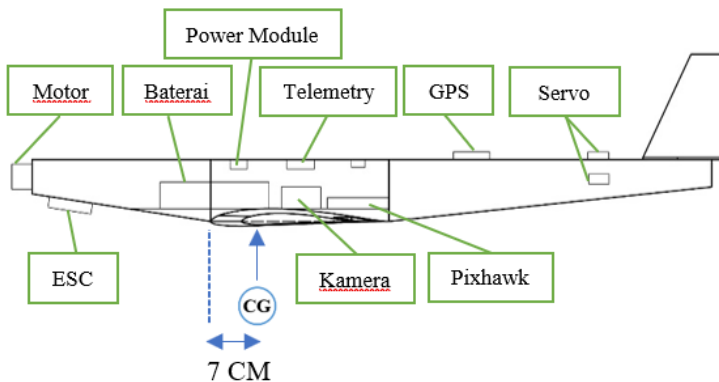 Power Module
Motor
Baterai
Telemetry
GPS
Servo
ESC
Kamera
Pixhawk
CG
7 CM